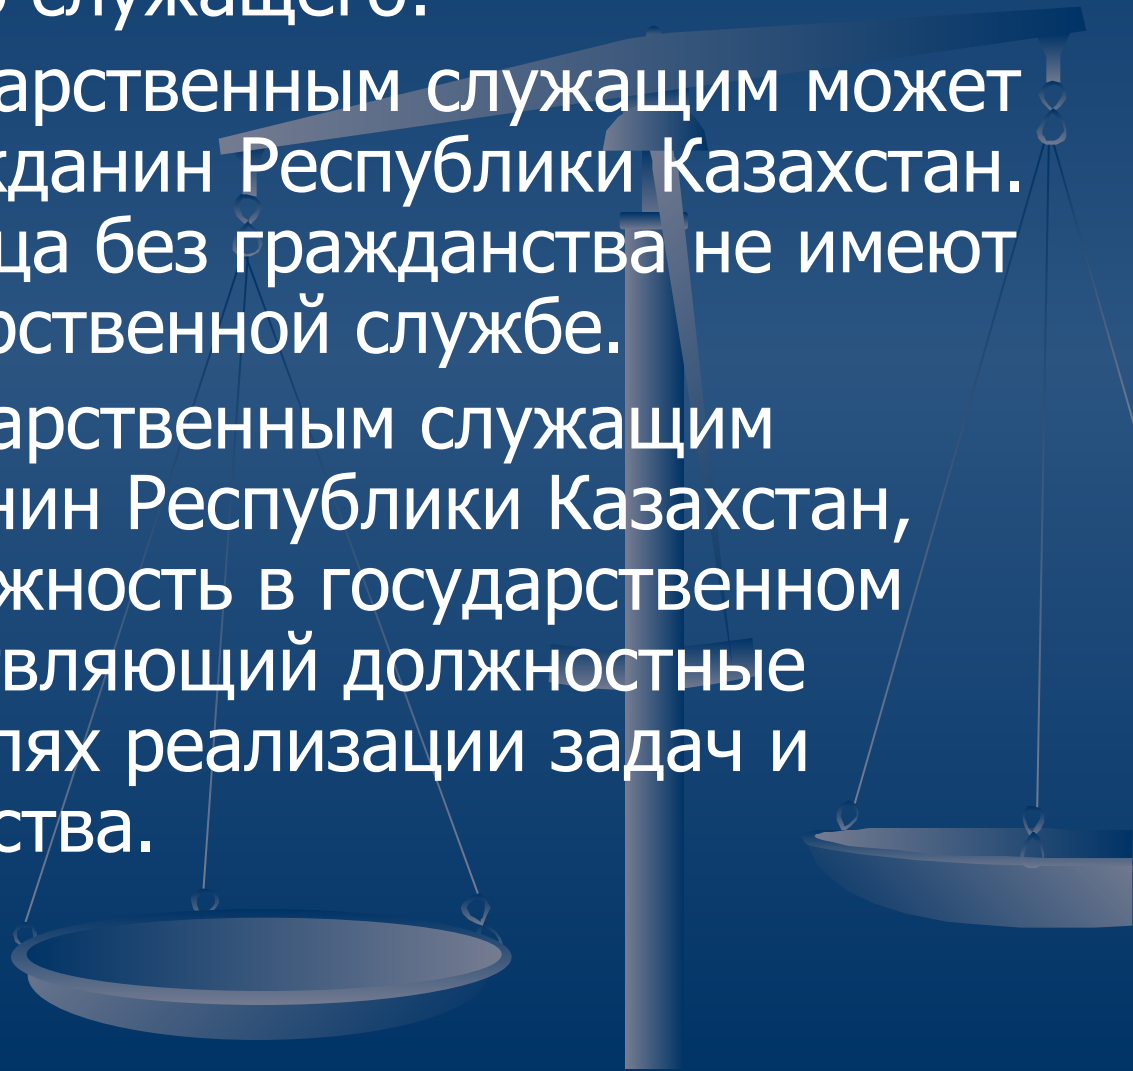 служащего.
арственным служащим может
жданин Республики Казахстан.
ца без гражданства не имеют
рственной службе.
арственным служащим
нин Республики Казахстан,
жность в государственном
вляющий должностные
лях реализации задач и
ства.